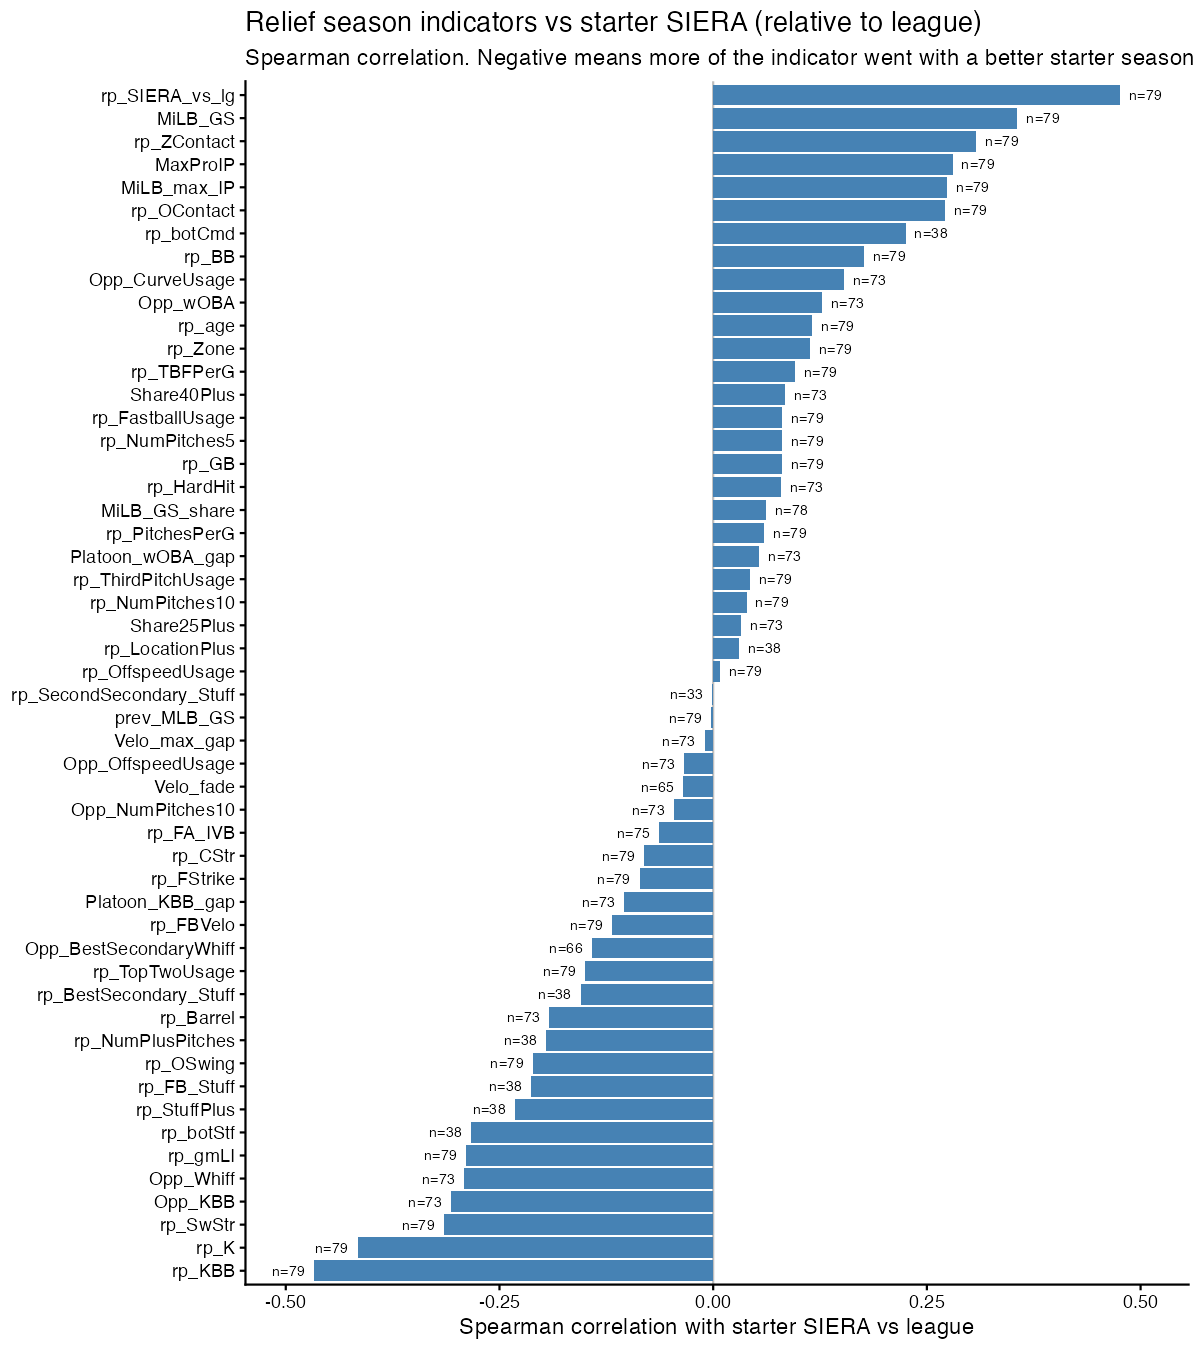 Relief season indicators vs starter SIERA (relative to league)
Spearman correlation. Negative means more of the indicator went with a better starter season
rp_SIERA_vs_lg n=79
MiLB_GS n=79
rp_ZContact n=79
MaxProIP n=79
MiLB_max_IP n=79
rp_OContact n=79
rp_botCmd n=38
rp_BB n=79
Opp_CurveUsage n=73
Opp_wOBA n=73
rp_age n=79
rp_Zone n=79
rp_TBFPerG n=79
Share40Plus n=73
rp_FastballUsage n=79
rp_NumPitches5 n=79
rp_GB n=79
rp_HardHit n=73
MiLB_GS_share n=78
rp_PitchesPerG n=79
Platoon_wOBA_gap n=73
rp_ThirdPitchUsage n=79
rp_NumPitches10 n=79
Share25Plus n=73
rp_LocationPlus n=38
rp_OffspeedUsage n=79
rp_SecondSecondary_Stuff n=33
prev_MLB_GS n=79
Velo_max_gap n=73
Opp_OffspeedUsage n=73
Velo_fade n=65
Opp_NumPitches10 n=73
rp_FA_IVB n=75
rp_CStr n=79
rp_FStrike n=79
Platoon_KBB_gap n=73
rp_FBVelo n=79
Opp_BestSecondaryWhiff n=66
rp_TopTwoUsage n=79
rp_BestSecondary_Stuff n=38
rp_Barrel n=73
rp_NumPlusPitches n=38
rp_OSwing n=79
rp_FB_Stuff n=38
rp_StuffPlus n=38
rp_botStf n=38
rp_gmLI n=79
Opp_Whiff n=73
Opp_KBB n=73
rp_SwStr n=79
rp_K n=79
rp_KBB n=79
-0.50 -0.25 0.00 0.25 0.50
Spearman correlation with starter SIERA vs league